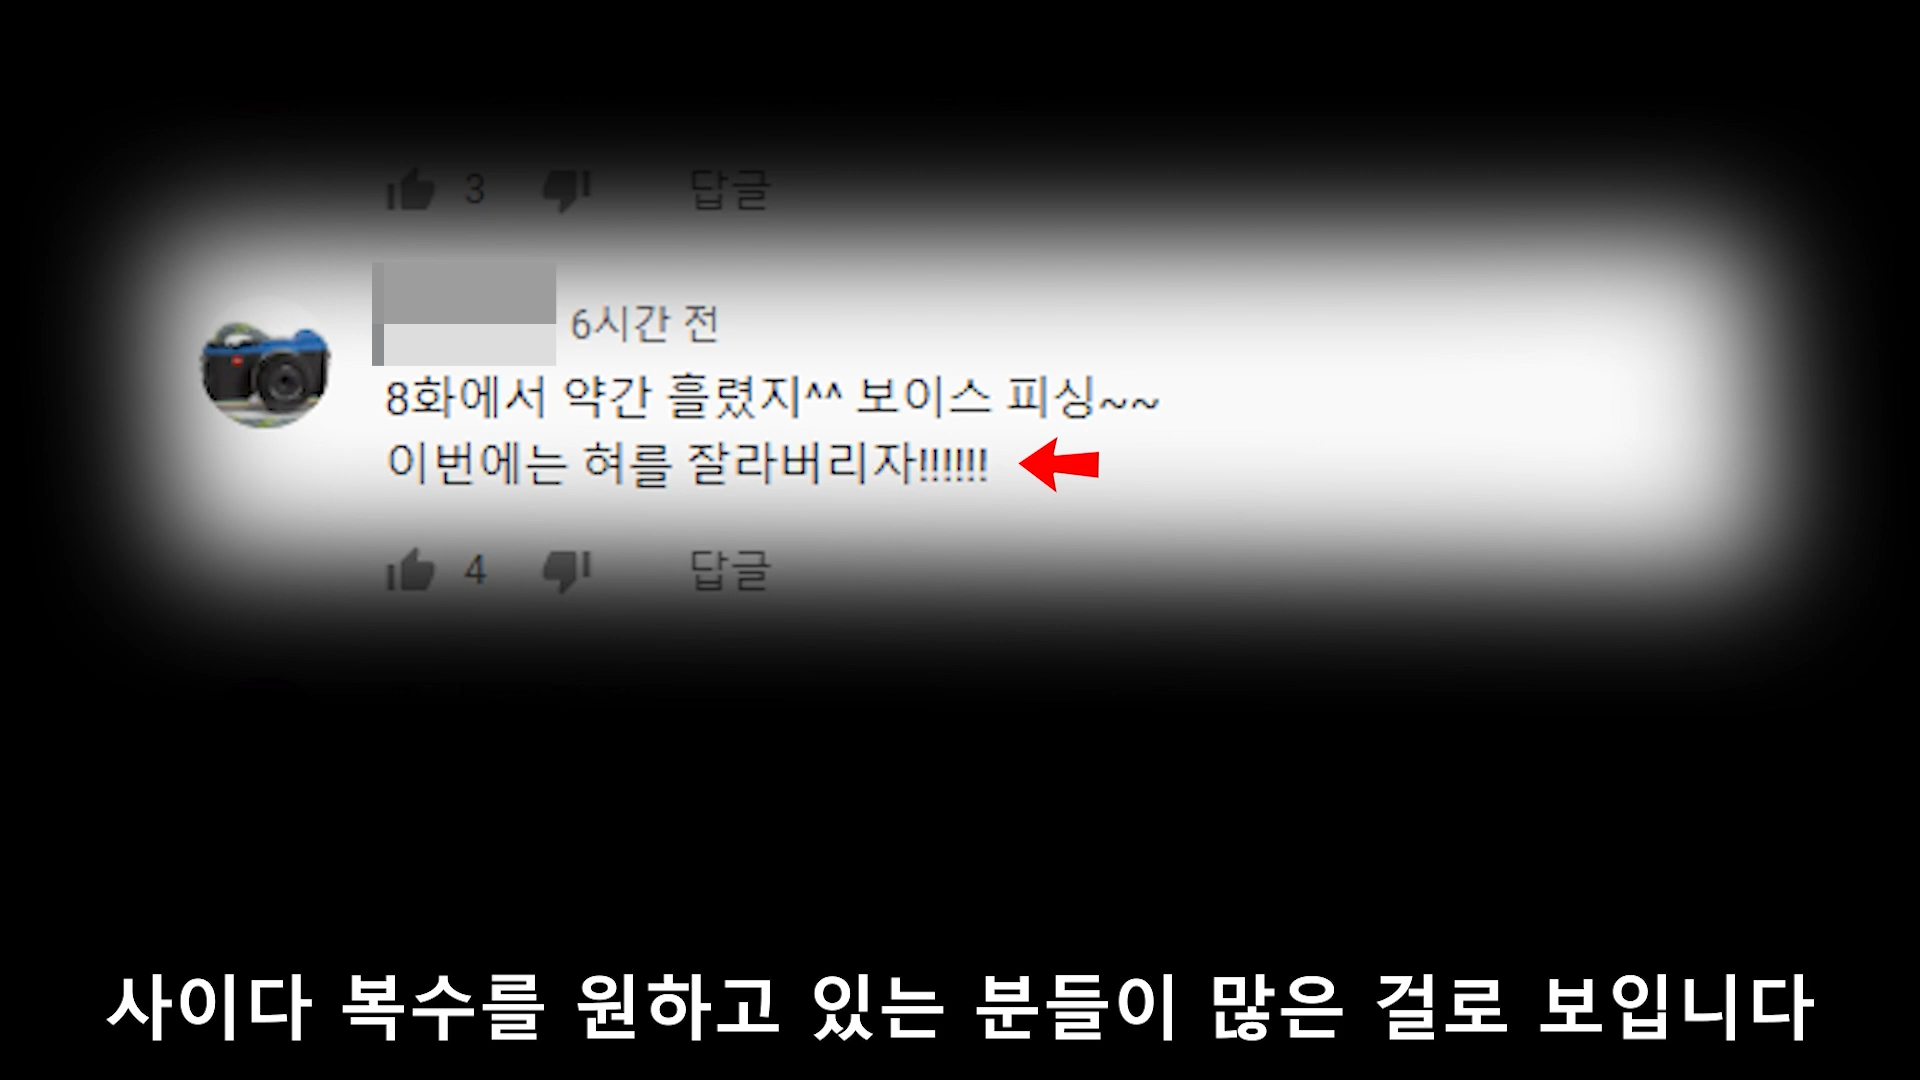 3 답글
6시간 전
8화에서 약간 흘렸지^^ 보이스 피싱~~
이번에는 혀를 잘라버리자!!!!!!
4 답글
사이다 복수를 원하고 있는 분들이 많은 걸로 보입니다